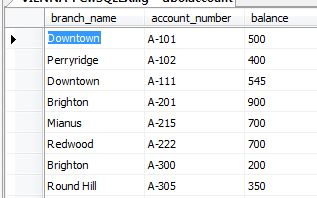 branch_name account_number balance
Downtown A-101 500
Perryridge A-102 400
Downtown A-111 545
Brighton A-201 900
Mianus A-215 700
Redwood A-222 700
Brighton A-300 200
Round Hill A-305 350